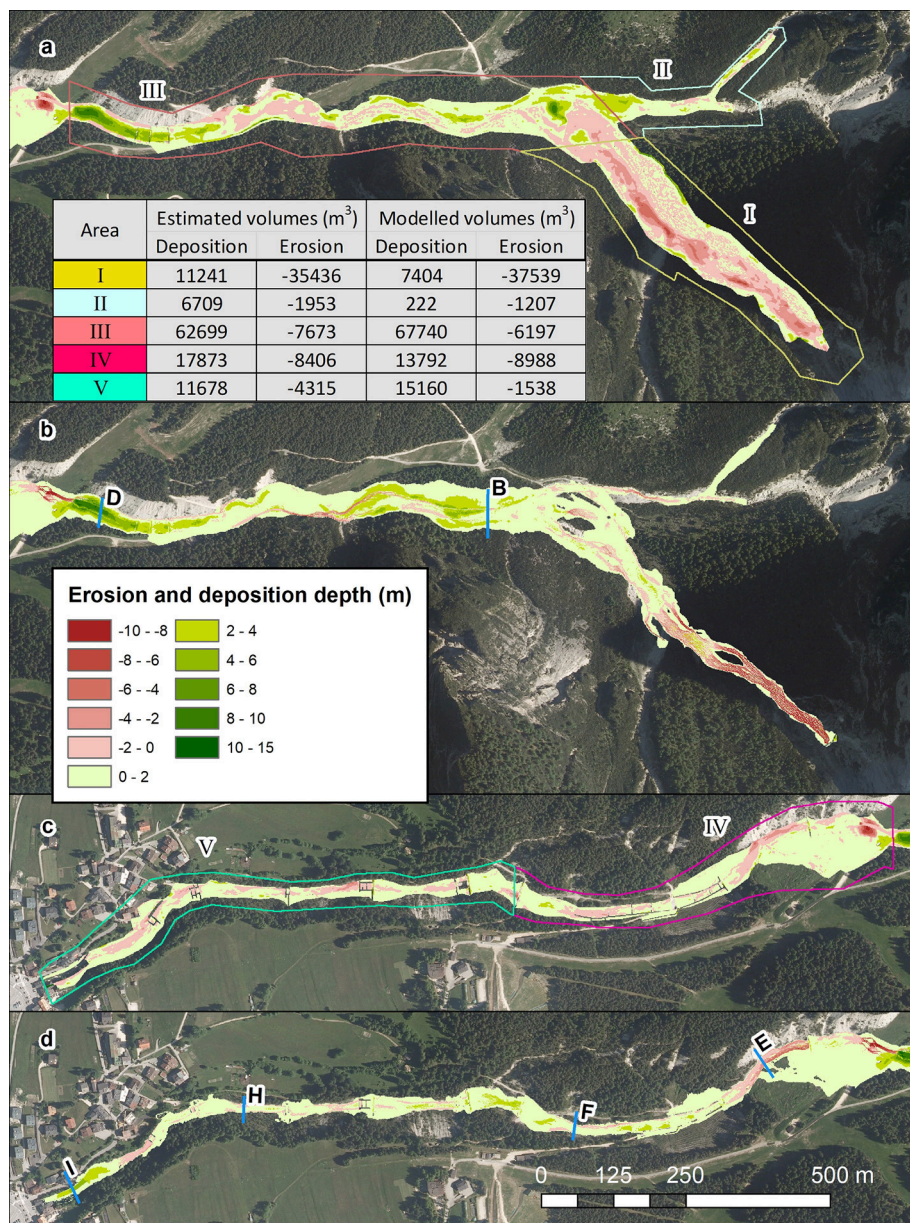 a
III
II
I
Area Estimated volumes (m³) Modelled volumes (m³)
Deposition Erosion Deposition Erosion
I 11241 -35436 7404 -37539
II 6709 -1953 222 -1207
III 62699 -7673 67740 -6197
IV 17873 -8406 13792 -8988
V 11678 -4315 15160 -1538
b
D
B
Erosion and deposition depth (m)
-10 - -8 2 - 4
-8 - -6 4 - 6
-6 - -4 6 - 8
-4 - -2 8 - 10
-2 - 0 10 - 15
0 - 2
c
V
IV
d
E
H
F
I
0 125 250 500 m